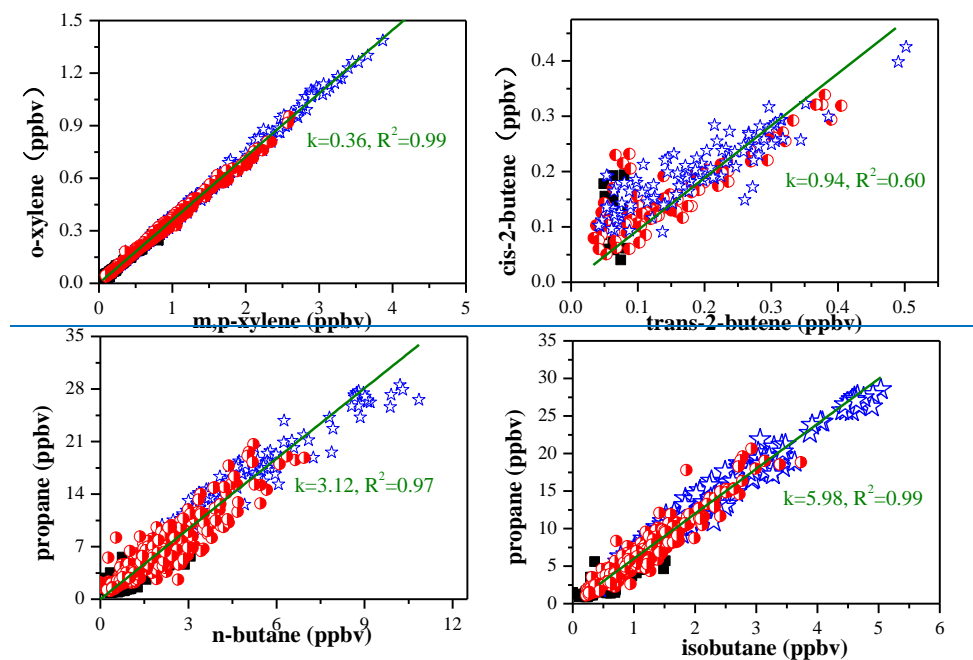 1.5
1.2
0.9
0.6
0.3
0.0
o-xylene (ppbv)
k=0.36, R²=0.99
0 1 2 3 4 5
m,p-xylene (ppbv)
0.4
0.3
0.2
0.1
0.0
cis-2-butene (ppbv)
k=0.94, R²=0.60
0.0 0.1 0.2 0.3 0.4 0.5
trans-2-butene (ppbv)
35
28
21
14
7
0
propane (ppbv)
k=3.12, R²=0.97
0 3 6 9 12
n-butane (ppbv)
35
30
25
20
15
10
5
0
propane (ppbv)
k=5.98, R²=0.99
0 1 2 3 4 5 6
isobutane (ppbv)